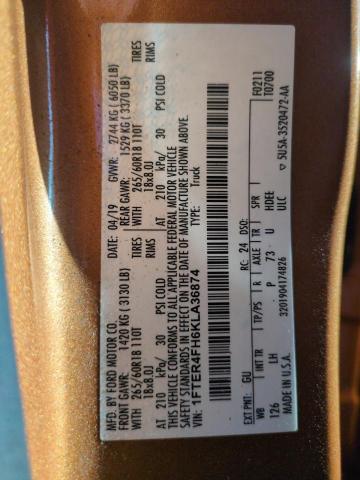 MFD. BY FORD MOTOR CO.
DATE: 04/19 GVWR: 2744 KG (6050 LB)
FRONT GAWR: 1420 KG (3130 LB) REAR GAWR: 1529 KG (3370 LB)
265/60R18 110T TIRES WITH 265/60R18 110T TIRES
18x8.0J RIMS 18x8.0J RIMS
AT 210 kPa/ 30 PSI COLD AT 210 kPa/ 30 PSI COLD
THIS VEHICLE CONFORMS TO ALL APPLICABLE FEDERAL MOTOR VEHICLE
SAFETY STANDARDS IN EFFECT ON THE DATE OF MANUFACTURE SHOWN ABOVE.
VIN: 1FTER4FH6KLA36874
TYPE: Truck
F0211
T0700
EXT PNT: GU RC: 24 DSO:
WB INT TR TP/PS R AXLE TR SPR
126 LH P 73 U HDEE
ULC
MADE IN U.S.A. 3201904174826 5U5A-3520472-AA